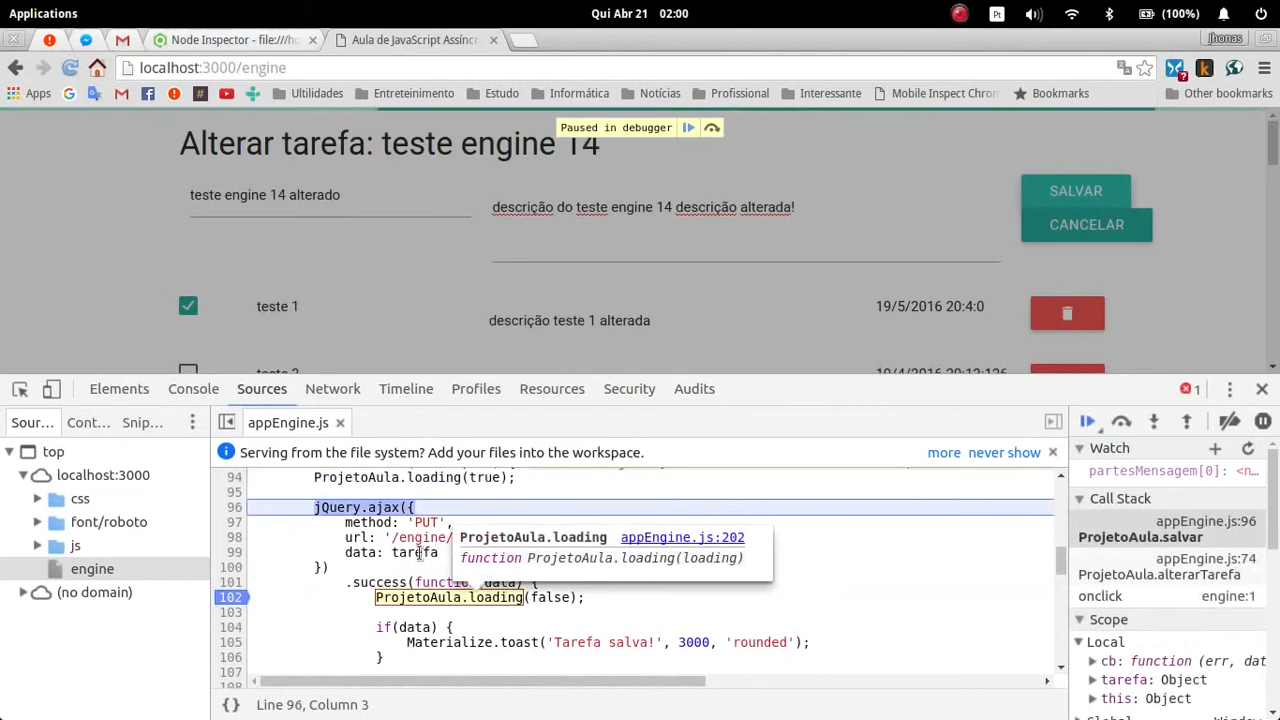 Applications
Qui Abr 21 02:00
Pt
(100%)
Node Inspector - file:///ho
Aula de JavaScript Assínc
Jhonas
localhost:3000/engine
Apps
Utilidades
Entreteinimento
Estudo
Informática
Notícias
Profissional
Interessante
Mobile Inspect Chron
Bookmarks
Other bookmarks
Paused in debugger
Alterar tarefa: teste engine 14
teste engine 14 alterado
descrição do teste engine 14 descrição alterada!
SALVAR
CANCELAR
teste 1
descrição teste 1 alterada
19/5/2016 20:4:0
Elements Console Sources Network Timeline Profiles Resources Security Audits
1
Sour... Cont... Snip...
appEngine.js
top
localhost:3000
css
font/roboto
js
engine
(no domain)
Serving from the file system? Add your files into the workspace.
more never show
94 ProjetoAula.loading(true);
95
96 jQuery.ajax({
97 method: 'PUT',
98 url: '/engine/
99 data: tarefa
100 })
101 .success(function(data) {
102 ProjetoAula.loading(false);
103
104 if(data) {
105 Materialize.toast('Tarefa salva!', 3000, 'rounded');
106 }
107
108
ProjetoAula.loading appEngine.js:202
function ProjetoAula.loading(loading)
{} Line 96, Column 3
Watch
partesMensagem[0]: <n...
Call Stack
appEngine.js:96
ProjetoAula.salvar
appEngine.js:74
ProjetoAula.alterarTarefa
onclick engine:1
Scope
Local
cb: function (err, dat
tarefa: Object
this: Object